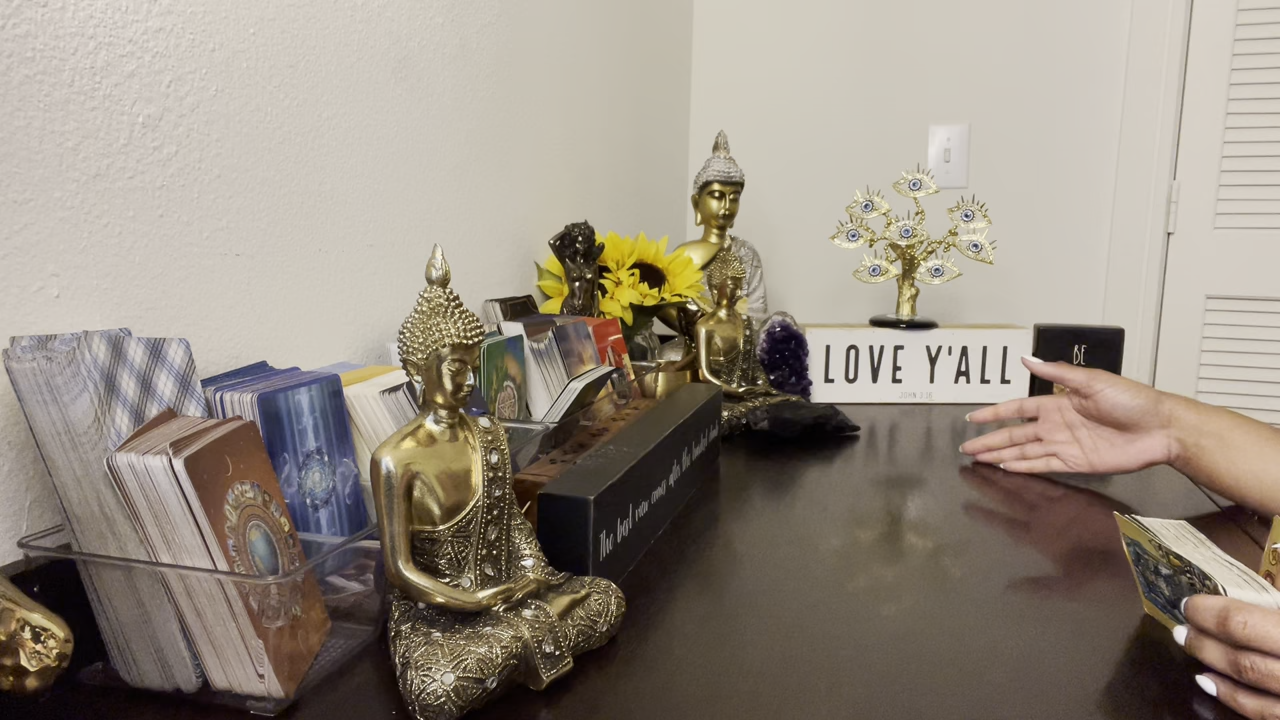 LOVE Y'ALL
JOHN 3:16
BE
The best view comes after the hardest climb